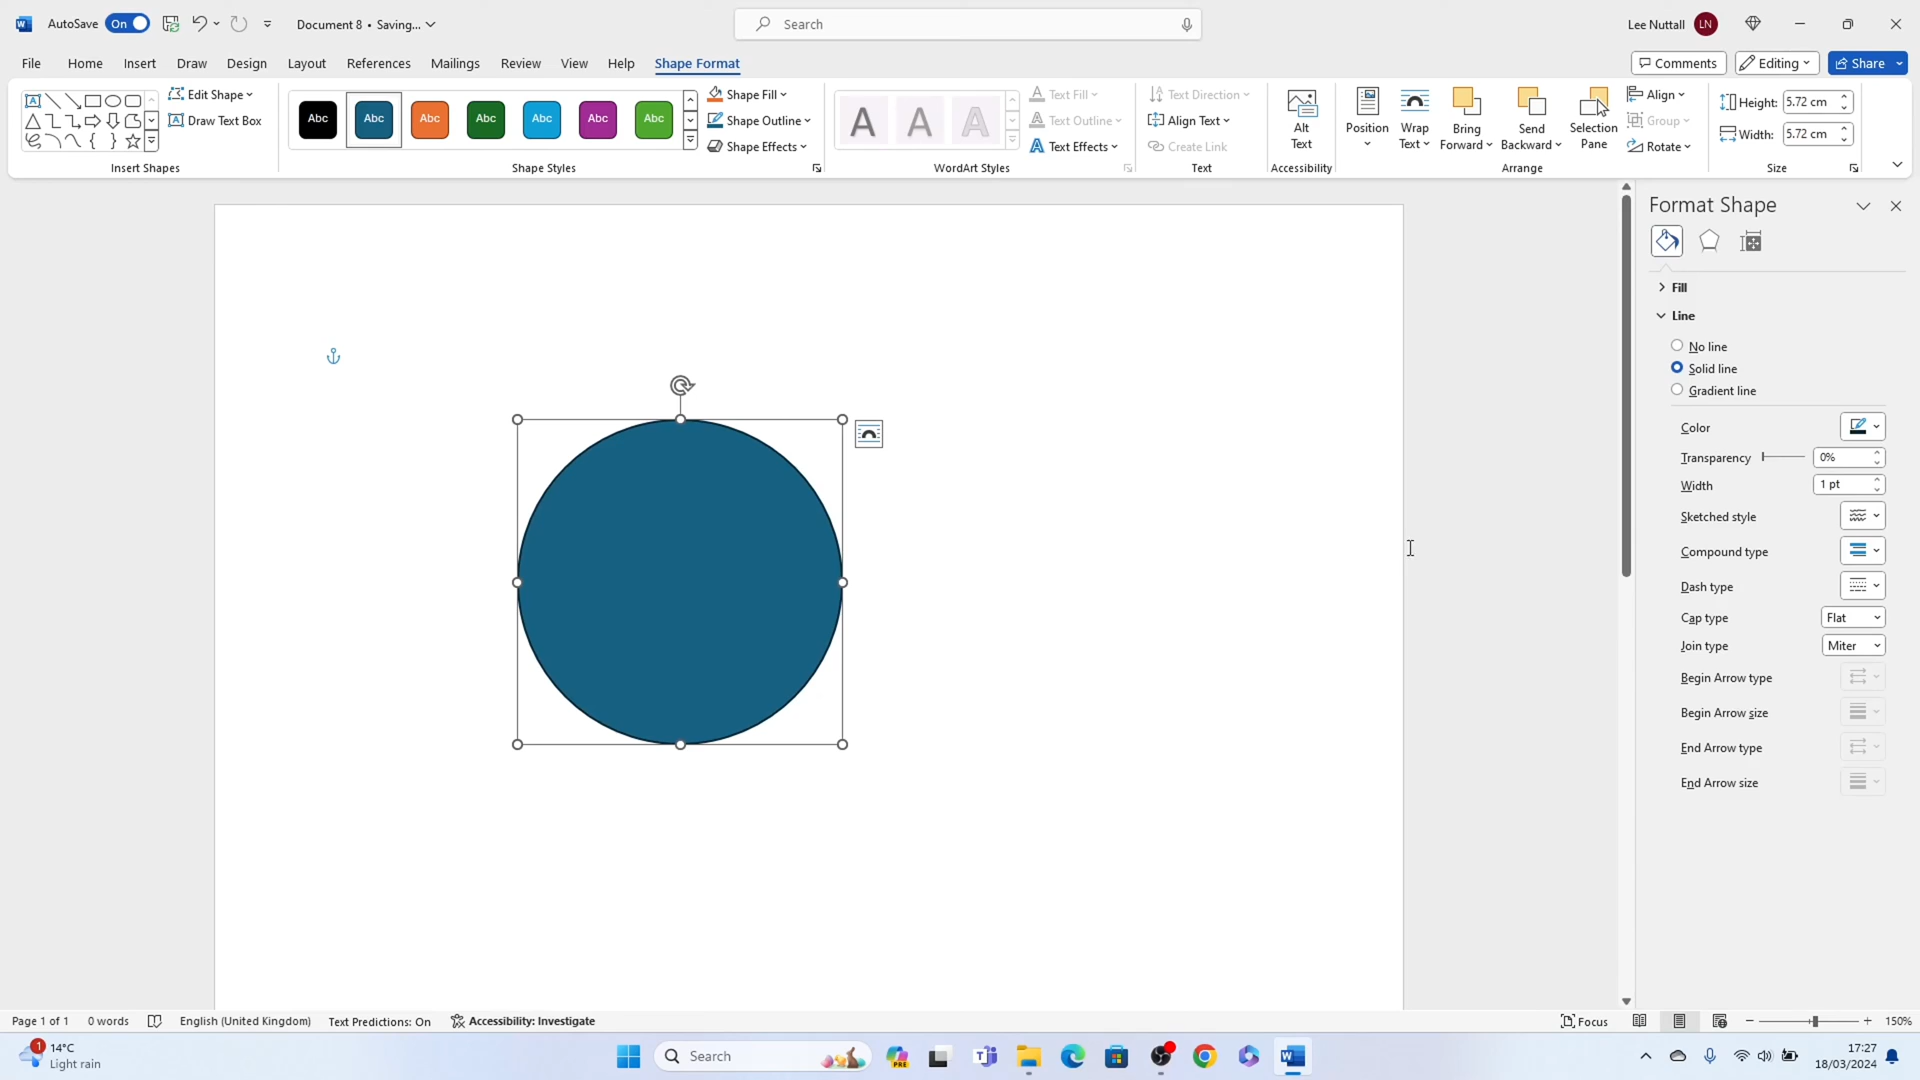 AutoSave On
Document 8 • Saving...
Search
Lee Nuttall LN
File Home Insert Draw Design Layout References Mailings Review View Help Shape Format
Comments Editing Share
Edit Shape
Draw Text Box
Insert Shapes
Abc Abc Abc Abc Abc Abc Abc
Shape Fill
Shape Outline
Shape Effects
Shape Styles
A A A
Text Fill
Text Outline
Text Effects
WordArt Styles
Text Direction
Align Text
Create Link
Text
Alt
Text
Accessibility
Position
Wrap
Text
Bring
Forward
Send
Backward
Selection
Pane
Align
Group
Rotate
Arrange
Height: 5.72 cm
Width: 5.72 cm
Size
Format Shape
Fill
Line
No line
Solid line
Gradient line
Color
Transparency 0%
Width 1 pt
Sketched style
Compound type
Dash type
Cap type Flat
Join type Miter
Begin Arrow type
Begin Arrow size
End Arrow type
End Arrow size
Page 1 of 1 0 words English (United Kingdom) Text Predictions: On Accessibility: Investigate
Focus 150%
1 14°C
Light rain
Search
PRE
17:27
18/03/2024